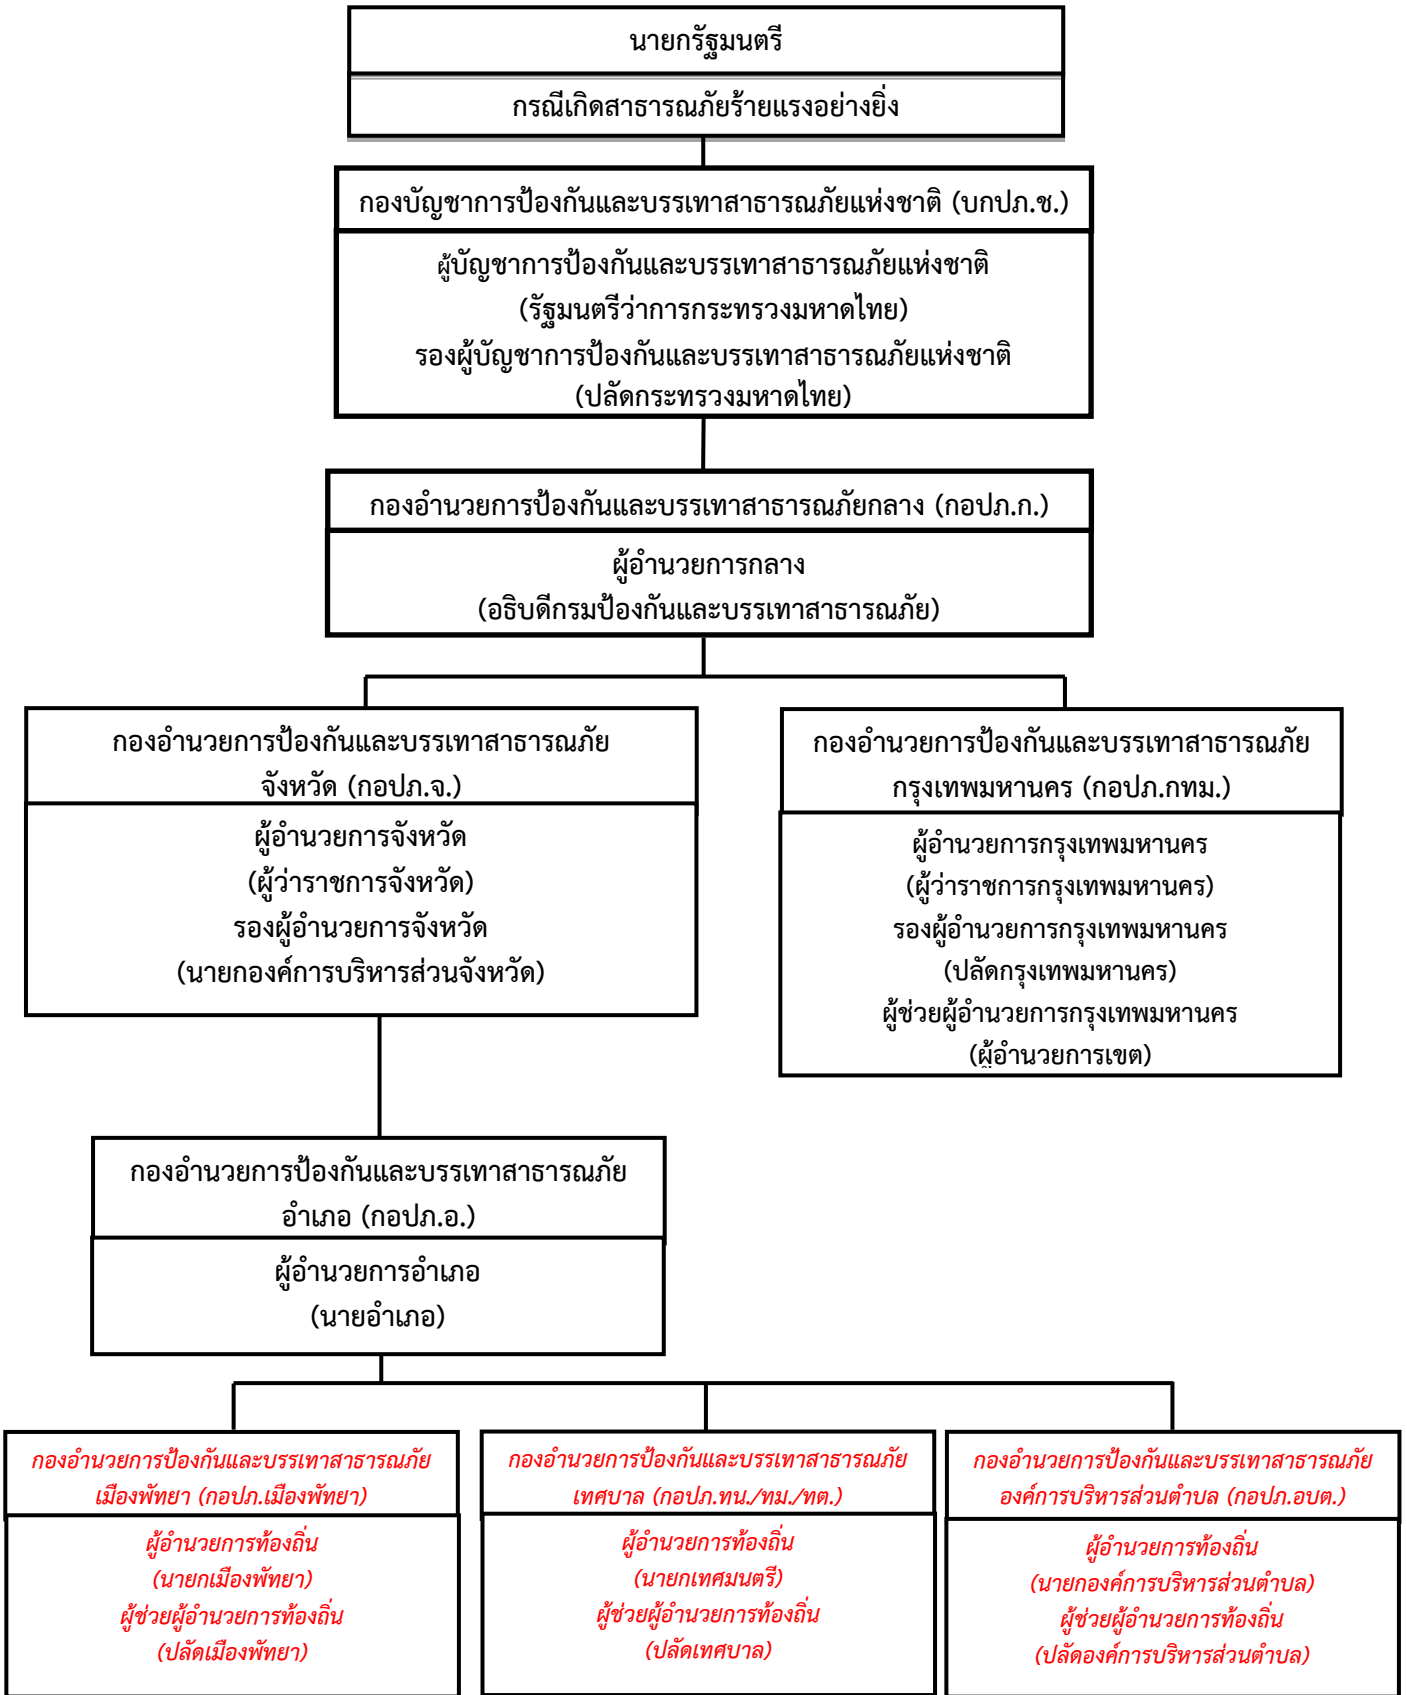 นายกรัฐมนตรี
กรณีเกิดสาธารณภัยร้ายแรงอย่างยิ่ง
กองบัญชาการป้องกันและบรรเทาสาธารณภัยแห่งชาติ (บกปภ.ช.)
ผู้บัญชาการป้องกันและบรรเทาสาธารณภัยแห่งชาติ
(รัฐมนตรีว่าการกระทรวงมหาดไทย)
รองผู้บัญชาการป้องกันและบรรเทาสาธารณภัยแห่งชาติ
(ปลัดกระทรวงมหาดไทย)
กองอำนวยการป้องกันและบรรเทาสาธารณภัยกลาง (กอปภ.ก.)
ผู้อำนวยการกลาง
(อธิบดีกรมป้องกันและบรรเทาสาธารณภัย)
กองอำนวยการป้องกันและบรรเทาสาธารณภัย
จังหวัด (กอปภ.จ.)
ผู้อำนวยการจังหวัด
(ผู้ว่าราชการจังหวัด)
รองผู้อำนวยการจังหวัด
(นายกองค์การบริหารส่วนจังหวัด)
กองอำนวยการป้องกันและบรรเทาสาธารณภัย
กรุงเทพมหานคร (กอปภ.กทม.)
ผู้อำนวยการกรุงเทพมหานคร
(ผู้ว่าราชการกรุงเทพมหานคร)
รองผู้อำนวยการกรุงเทพมหานคร
(ปลัดกรุงเทพมหานคร)
ผู้ช่วยผู้อำนวยการกรุงเทพมหานคร
(ผู้อำนวยการเขต)
กองอำนวยการป้องกันและบรรเทาสาธารณภัย
อำเภอ (กอปภ.อ.)
ผู้อำนวยการอำเภอ
(นายอำเภอ)
กองอำนวยการป้องกันและบรรเทาสาธารณภัย
เมืองพัทยา (กอปภ.เมืองพัทยา)
ผู้อำนวยการท้องถิ่น
(นายกเมืองพัทยา)
ผู้ช่วยผู้อำนวยการท้องถิ่น
(ปลัดเมืองพัทยา)
กองอำนวยการป้องกันและบรรเทาสาธารณภัย
เทศบาล (กอปภ.ทน./ทม./ทต.)
ผู้อำนวยการท้องถิ่น
(นายกเทศมนตรี)
ผู้ช่วยผู้อำนวยการท้องถิ่น
(ปลัดเทศบาล)
กองอำนวยการป้องกันและบรรเทาสาธารณภัย
องค์การบริหารส่วนตำบล (กอปภ.อบต.)
ผู้อำนวยการท้องถิ่น
(นายกองค์การบริหารส่วนตำบล)
ผู้ช่วยผู้อำนวยการท้องถิ่น
(ปลัดองค์การบริหารส่วนตำบล)